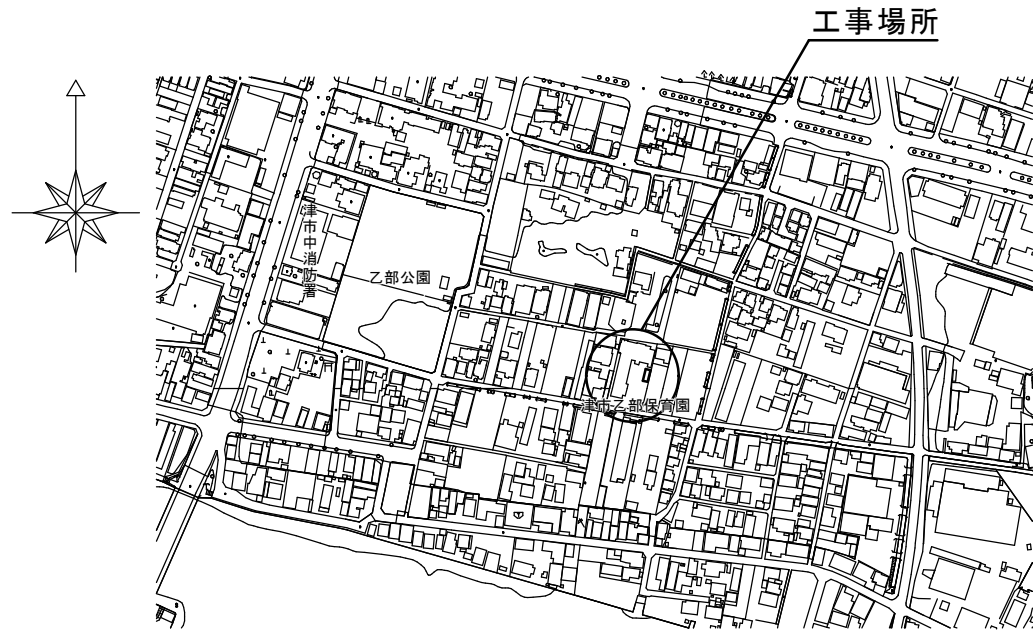 工事場所
津市中消防署
乙部公園
津市乙部保育園